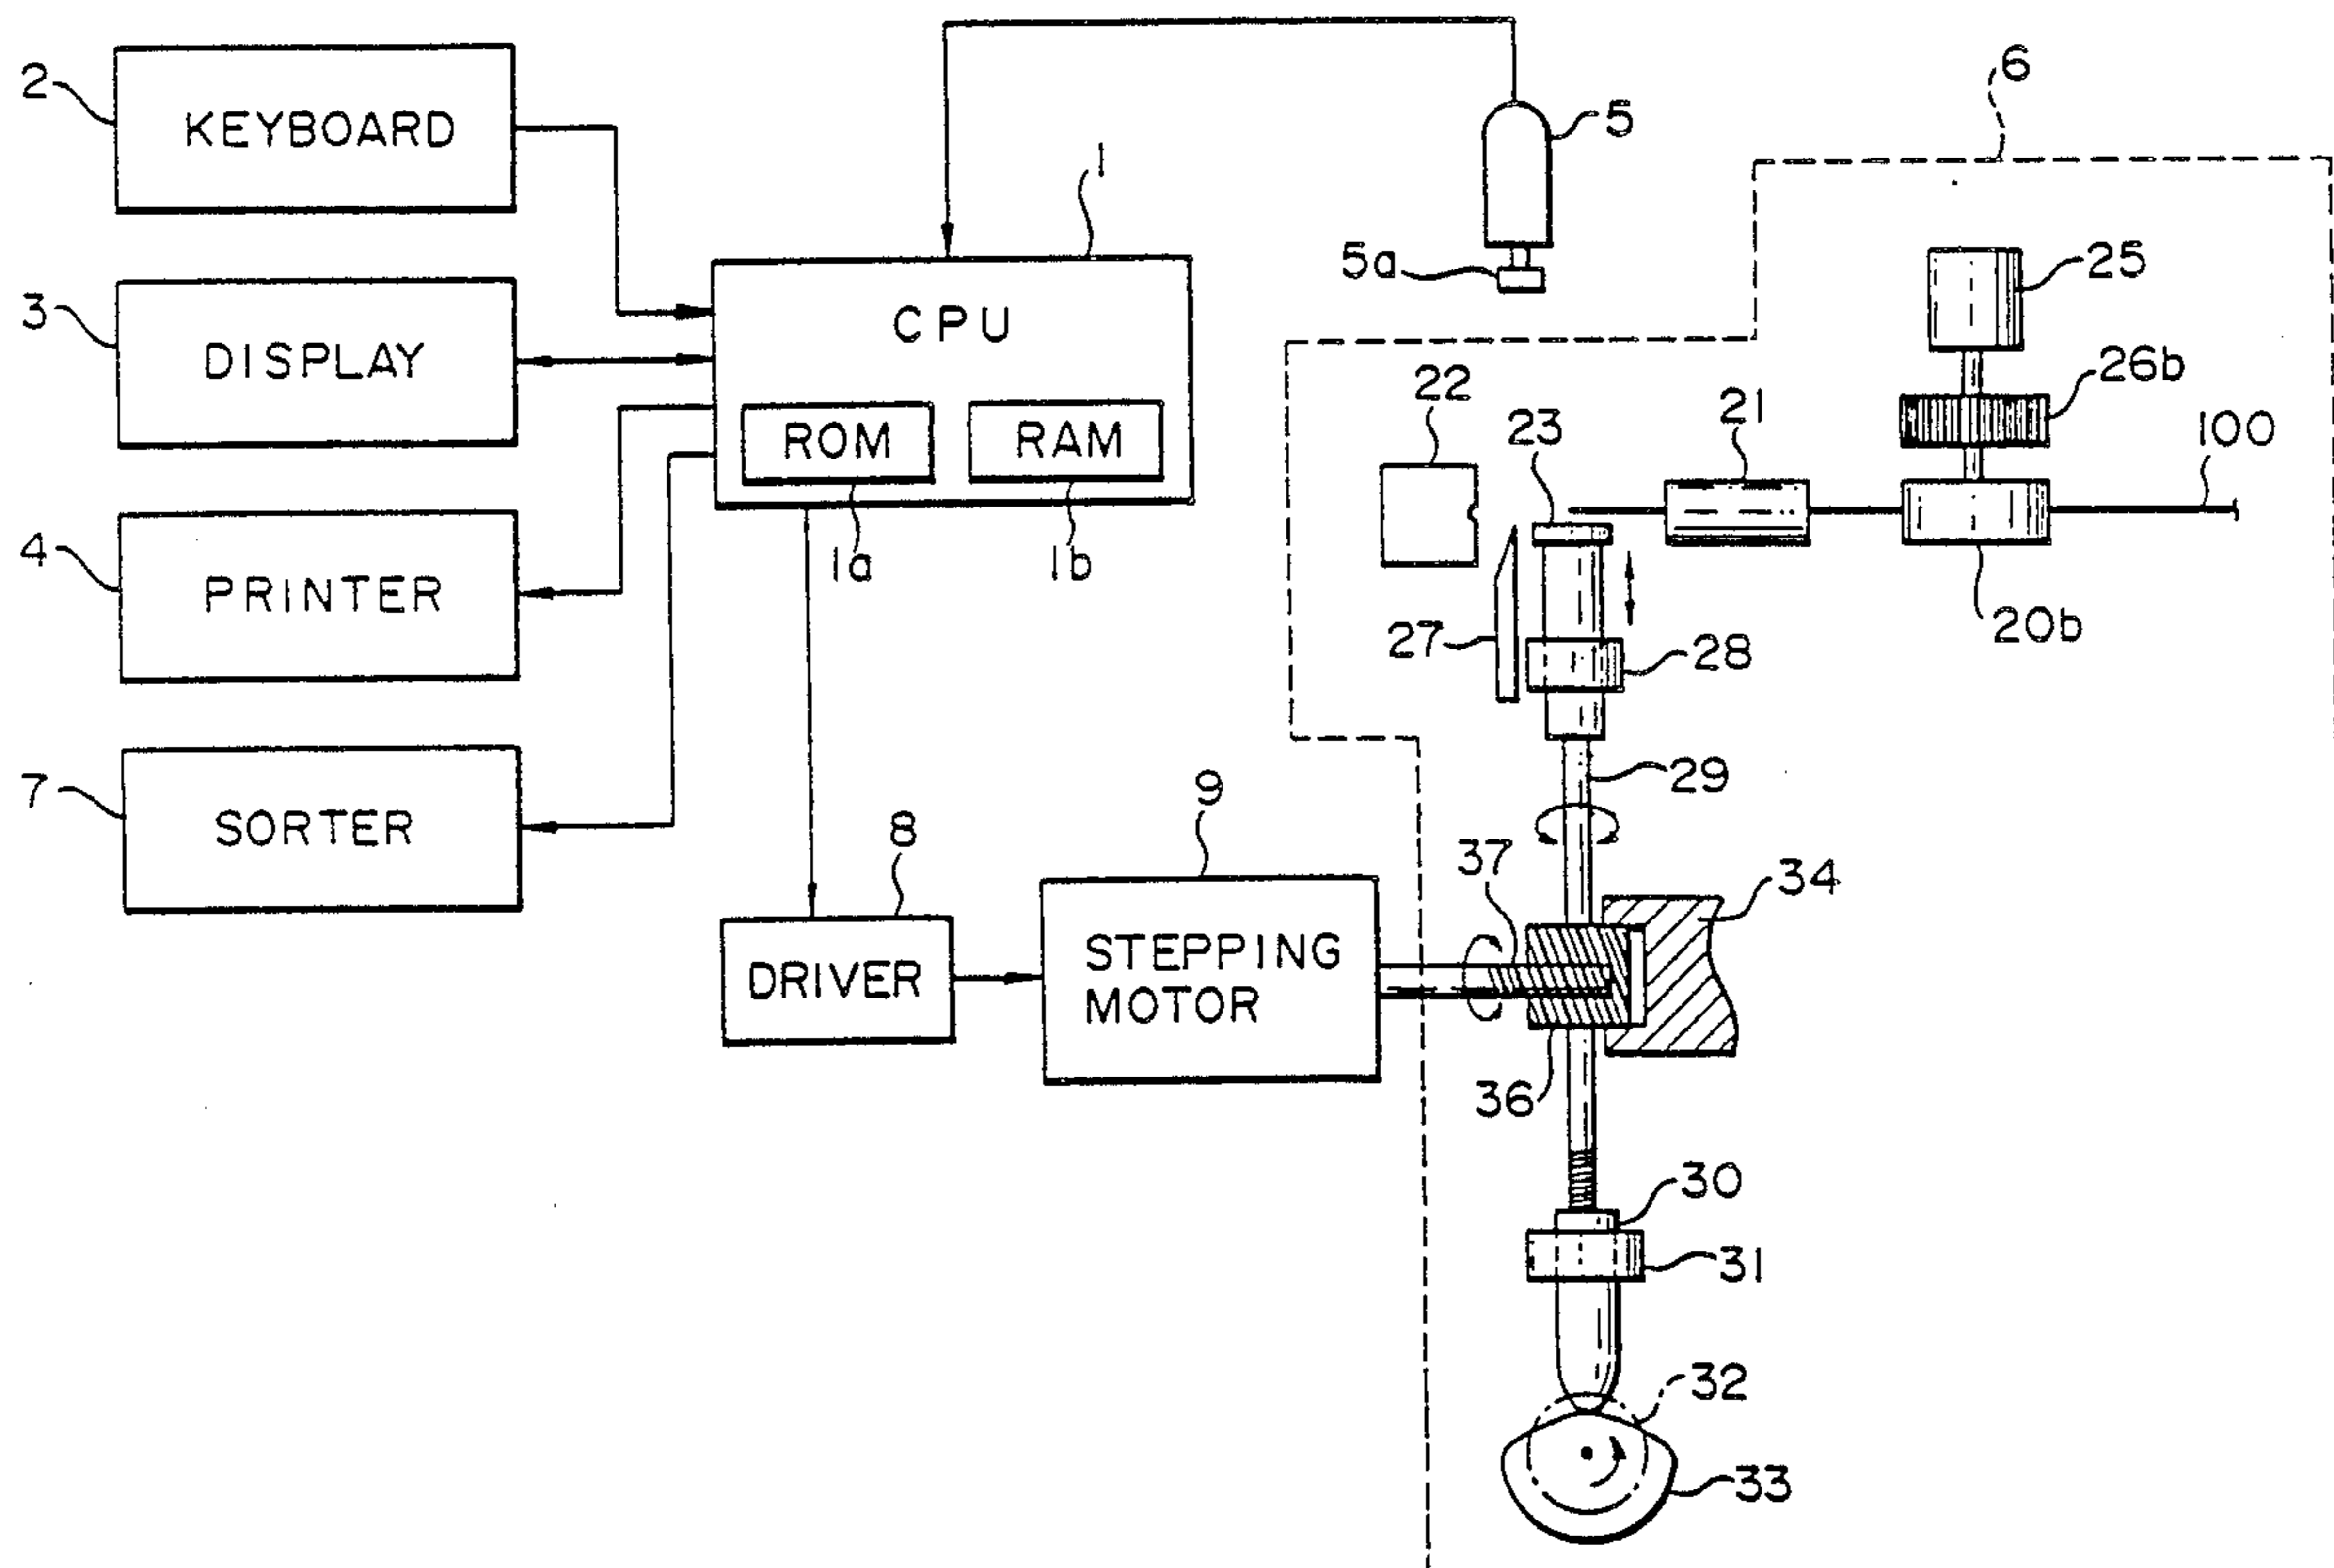 2
KEYBOARD
5
6
1
5a
25
3
DISPLAY
CPU
26b
22
23
21
100
ROM
RAM
4
PRINTER
1a
1b
27
20b
28
7
SORTER
9
29
8
37
34
DRIVER
STEPPING
MOTOR
36
30
31
32
33